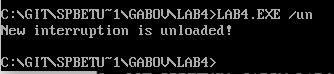 C:\GIT\SPBETU~1\GABOV\LAB4>LAB4.EXE /un
New interruption is unloaded!
C:\GIT\SPBETU~1\GABOV\LAB4>